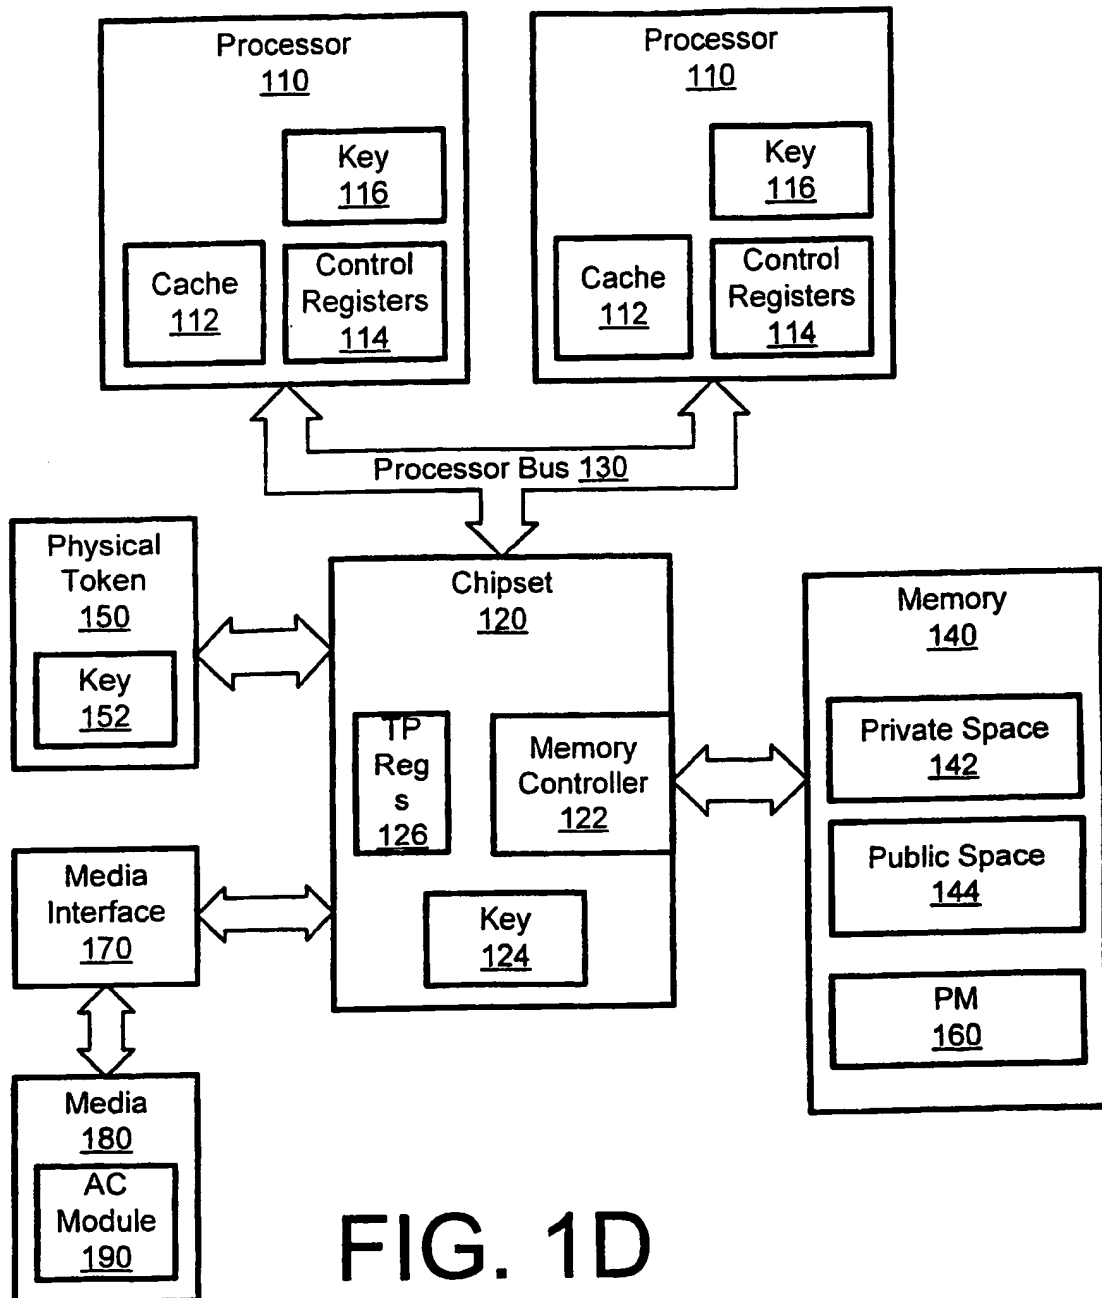 Processor
110
Key
116
Cache
112
Control
Registers
114
Processor
110
Key
116
Cache
112
Control
Registers
114
Processor Bus 130
Physical
Token
150
Key
152
Chipset
120
TP
Reg
s
126
Memory
Controller
122
Key
124
Memory
140
Private Space
142
Public Space
144
PM
160
Media
Interface
170
Media
180
AC
Module
190
FIG. 1D